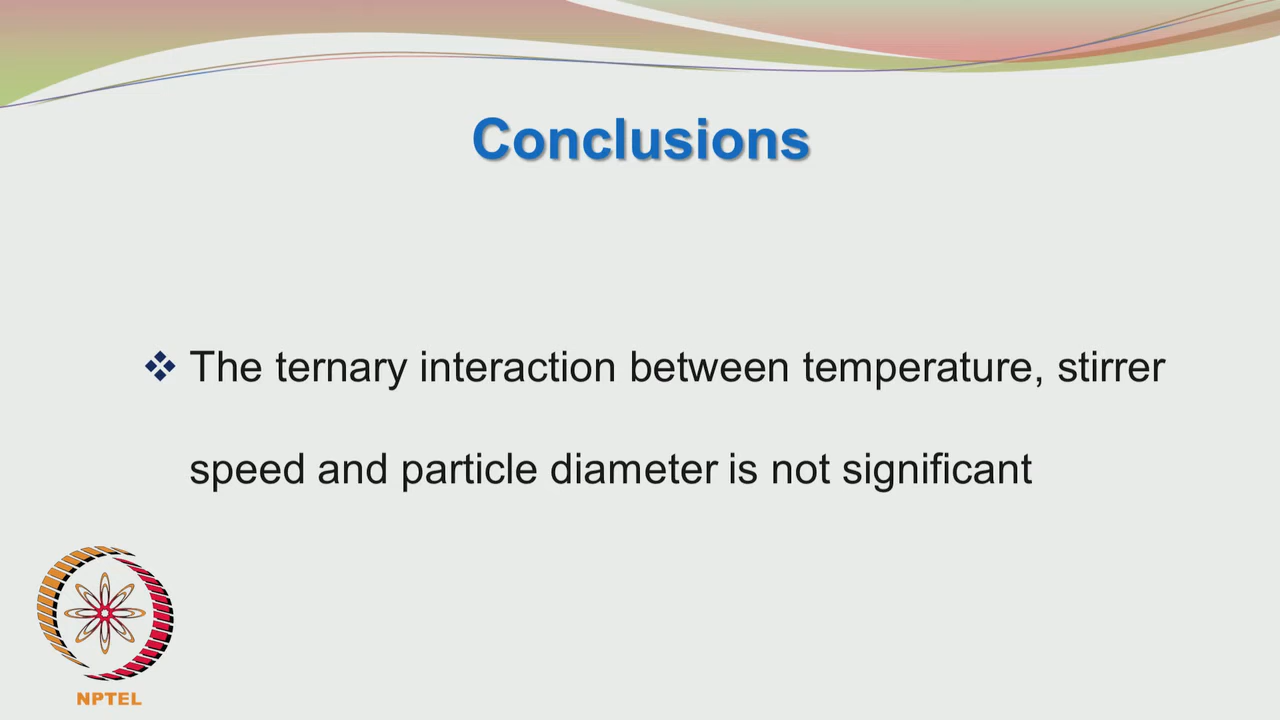 Conclusions
❖ The ternary interaction between temperature, stirrer
speed and particle diameter is not significant
NPTEL